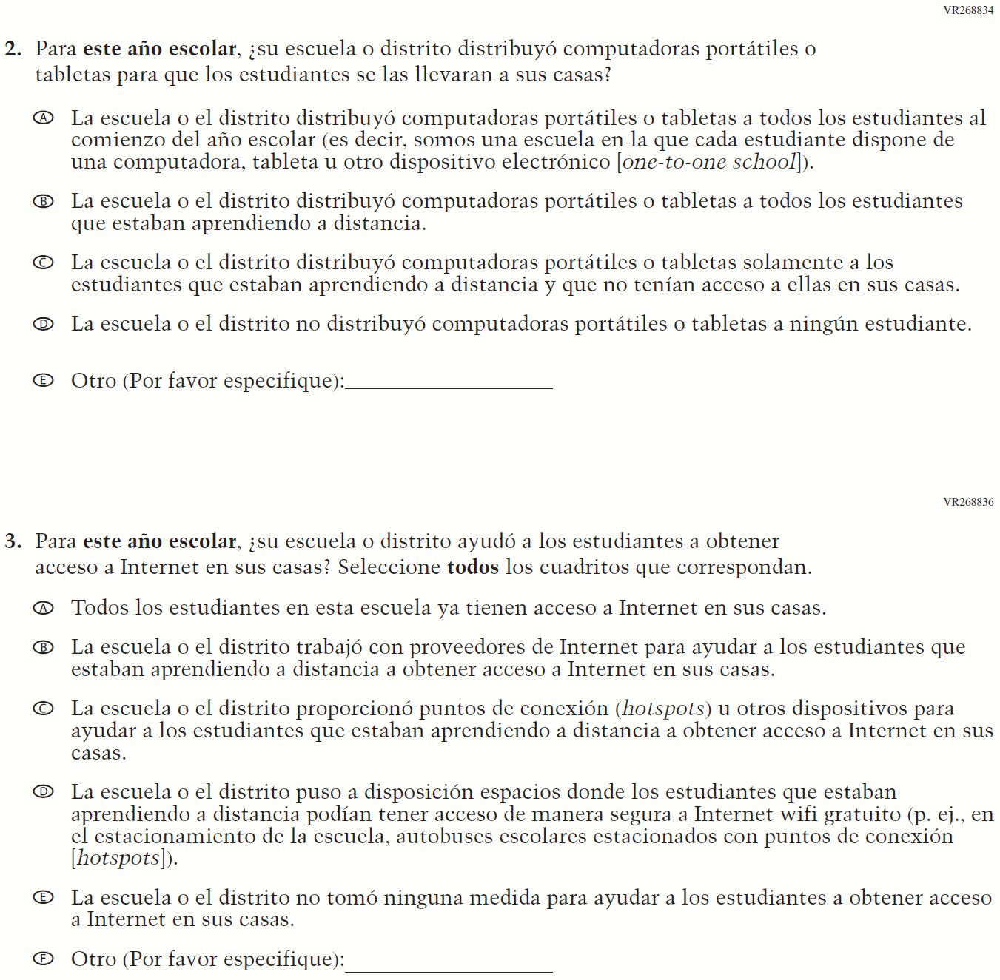 VR268834
2. Para este año escolar, ¿su escuela o distrito distribuyó computadoras portátiles o
tabletas para que los estudiantes se las llevaran a sus casas?
A La escuela o el distrito distribuyó computadoras portátiles o tabletas a todos los estudiantes al
comienzo del año escolar (es decir, somos una escuela en la que cada estudiante dispone de
una computadora, tableta u otro dispositivo electrónico [one-to-one school]).
B La escuela o el distrito distribuyó computadoras portátiles o tabletas a todos los estudiantes
que estaban aprendiendo a distancia.
C La escuela o el distrito distribuyó computadoras portátiles o tabletas solamente a los
estudiantes que estaban aprendiendo a distancia y que no tenían acceso a ellas en sus casas.
D La escuela o el distrito no distribuyó computadoras portátiles o tabletas a ningún estudiante.
E Otro (Por favor especifique):
VR268836
3. Para este año escolar, ¿su escuela o distrito ayudó a los estudiantes a obtener
acceso a Internet en sus casas? Seleccione todos los cuadritos que correspondan.
A Todos los estudiantes en esta escuela ya tienen acceso a Internet en sus casas.
B La escuela o el distrito trabajó con proveedores de Internet para ayudar a los estudiantes que
estaban aprendiendo a distancia a obtener acceso a Internet en sus casas.
C La escuela o el distrito proporcionó puntos de conexión (hotspots) u otros dispositivos para
ayudar a los estudiantes que estaban aprendiendo a distancia a obtener acceso a Internet en sus
casas.
D La escuela o el distrito puso a disposición espacios donde los estudiantes que estaban
aprendiendo a distancia podían tener acceso de manera segura a Internet wifi gratuito (p. ej., en
el estacionamiento de la escuela, autobuses escolares estacionados con puntos de conexión
[hotspots]).
E La escuela o el distrito no tomó ninguna medida para ayudar a los estudiantes a obtener acceso
a Internet en sus casas.
F Otro (Por favor especifique):